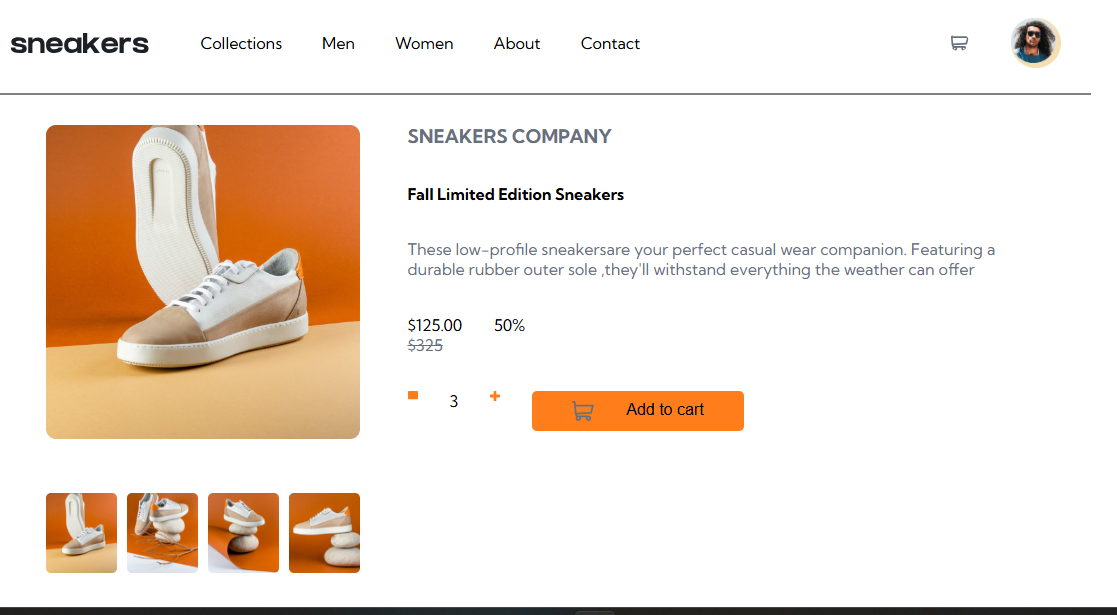 sneakers
Collections Men Women About Contact
SNEAKERS COMPANY
Fall Limited Edition Sneakers
These low-profile sneakersare your perfect casual wear companion. Featuring a
durable rubber outer sole ,they'll withstand everything the weather can offer
$125.00 50%
$325
3 Add to cart